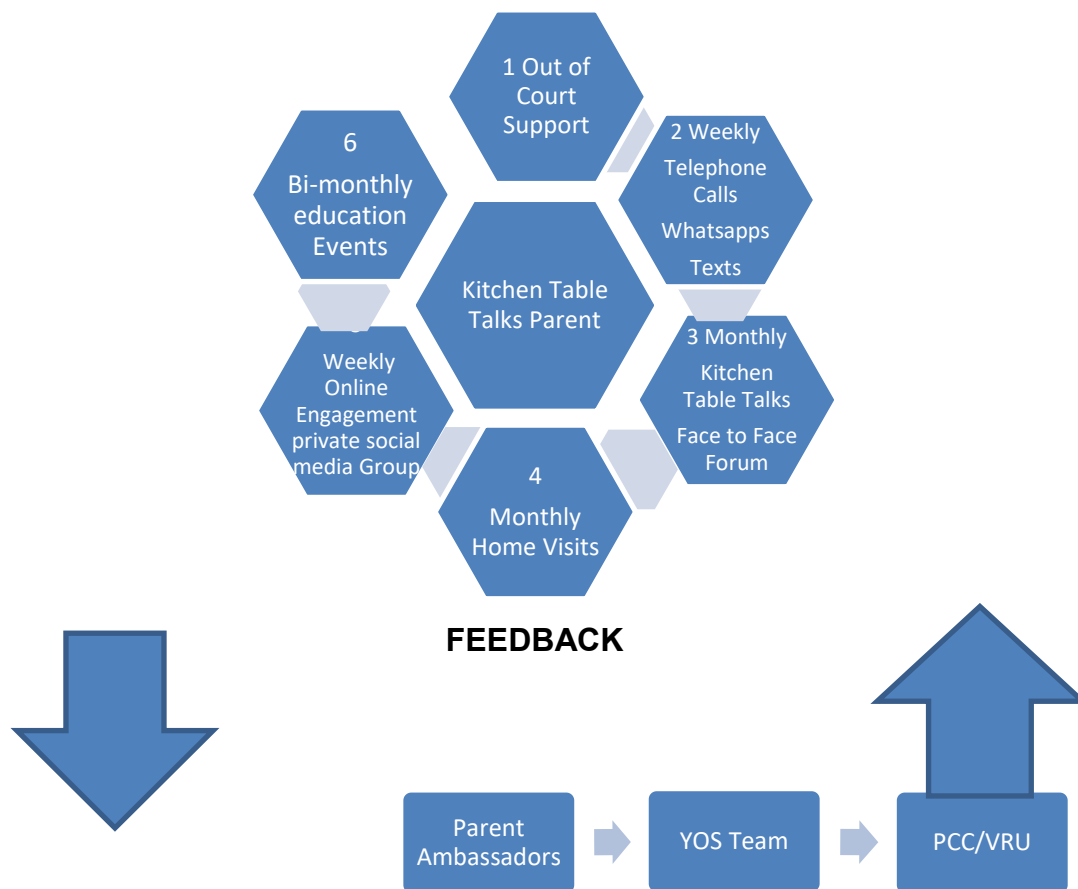 1 Out of
Court
Support
2 Weekly
Telephone
Calls
Whatsapps
Texts
3 Monthly
Kitchen
Table Talks
Face to Face
Forum
4
Monthly
Home Visits
Weekly
Online
Engagement
private social
media Group
6
Bi-monthly
education
Events
Kitchen Table
Talks Parent
FEEDBACK
Parent
Ambassadors
YOS Team
PCC/VRU